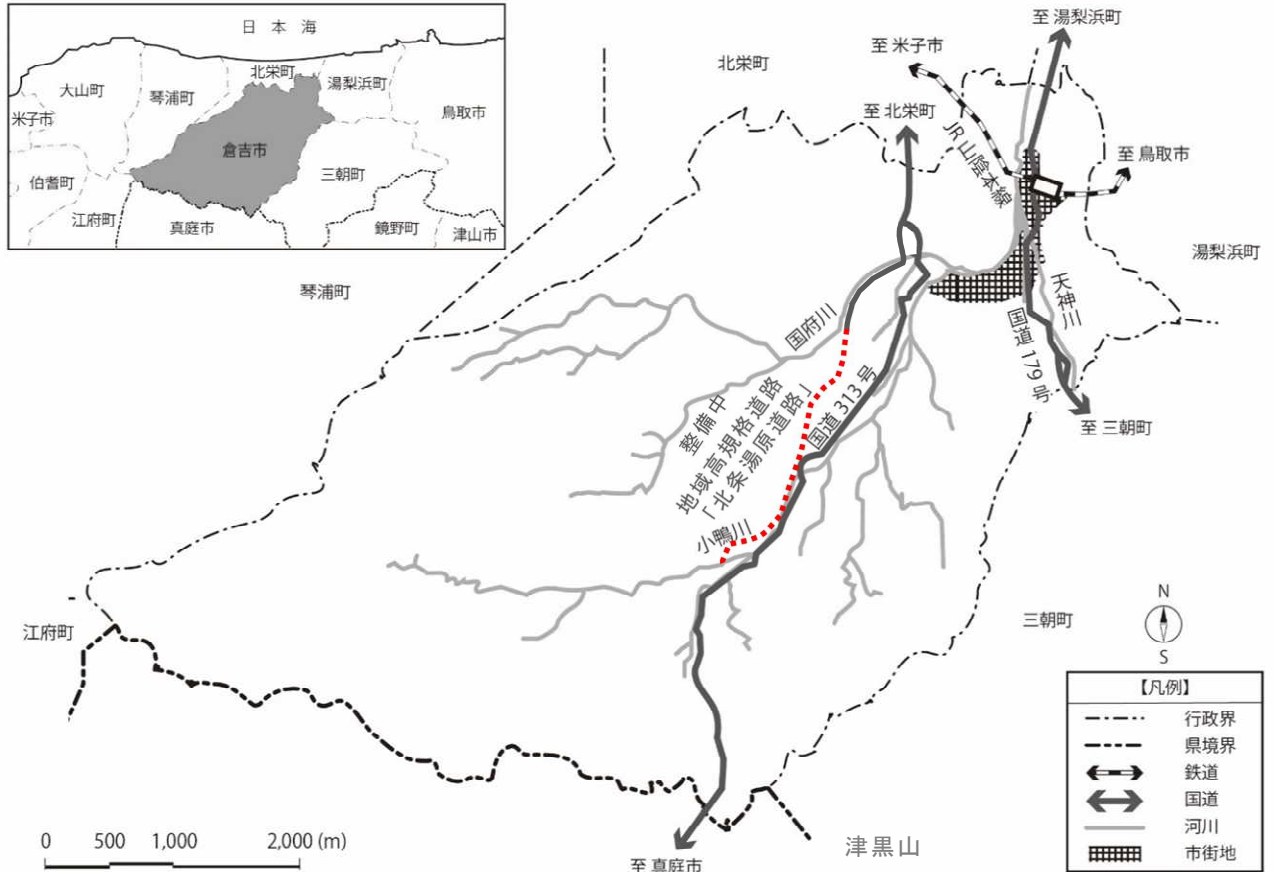 日本海
北栄町
湯梨浜町
大山町
琴浦町
鳥取市
米子市
倉吉市
伯耆町
三朝町
江府町
真庭市
鏡野町
津山市
至 湯梨浜町
至 米子市
北栄町
至 北栄町
JR山陰本線
至 鳥取市
湯梨浜町
琴浦町
国府川
天神川
国道 179 号
整備中
地域高規格道路
「北条湯原道路」
国道 313 号
至 三朝町
小鴨川
江府町
三朝町
N
S
【凡例】
行政界
県境界
鉄道
国道
河川
市街地
0 500 1,000 2,000 (m)
津黒山
至 真庭市